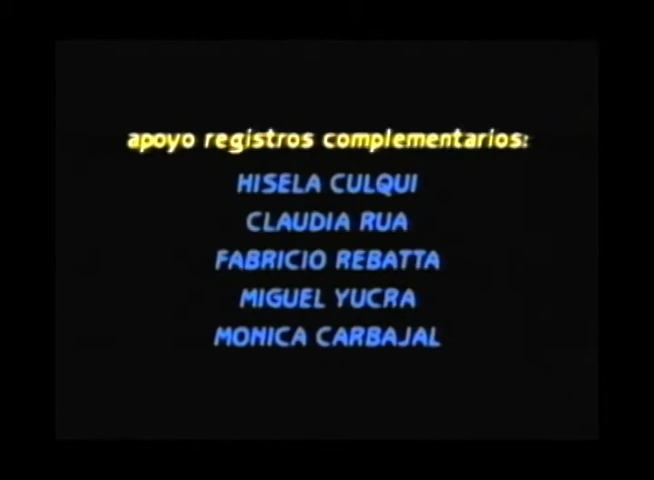 apoyo registros complementarios:
HISELA CULQUI
CLAUDIA RUA
FABRICIO REBATTA
MIGUEL YUCRA
MONICA CARBAJAL